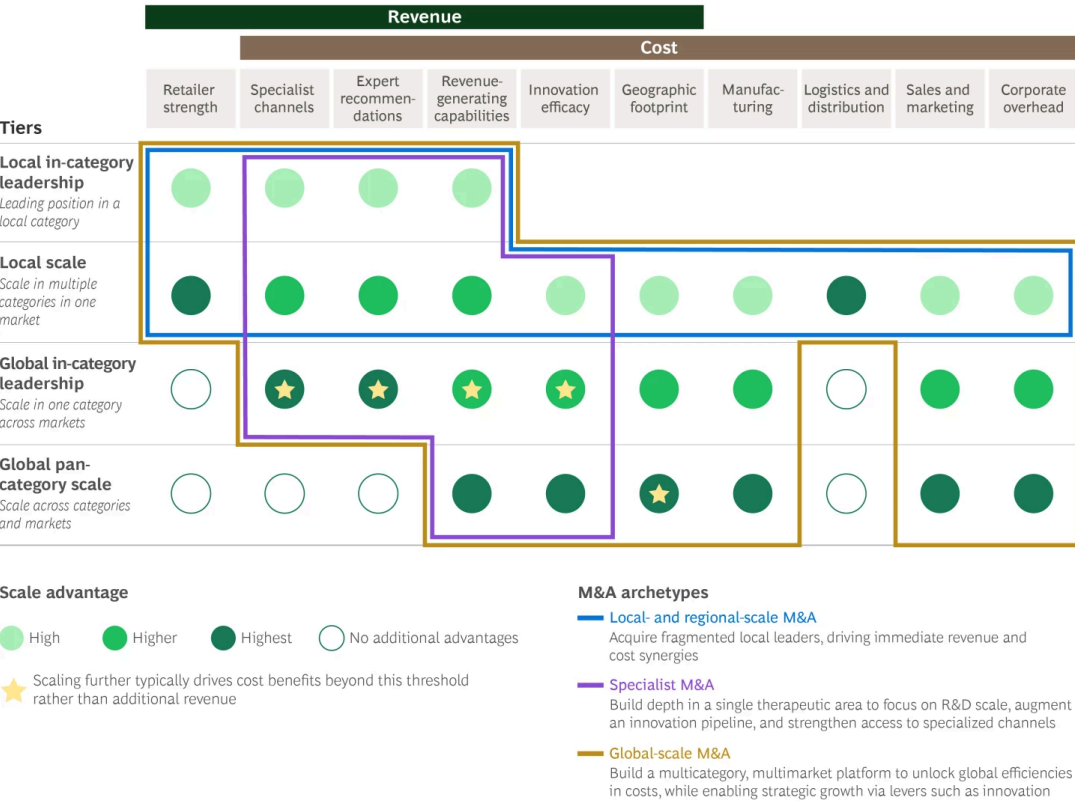 Revenue
Cost
Retailer
strength
Specialist
channels
Expert
recommen-
dations
Revenue-
generating
capabilities
Innovation
efficacy
Geographic
footprint
Manufac-
turing
Logistics and
distribution
Sales and
marketing
Corporate
overhead
Tiers
Local in-category
leadership
Leading position in a
local category
Local scale
Scale in multiple
categories in one
market
Global in-category
leadership
Scale in one category
across markets
Global pan-
category scale
Scale across categories
and markets
Scale advantage
High
Higher
Highest
No additional advantages
Scaling further typically drives cost benefits beyond this threshold
rather than additional revenue
M&A archetypes
Local- and regional-scale M&A
Acquire fragmented local leaders, driving immediate revenue and
cost synergies
Specialist M&A
Build depth in a single therapeutic area to focus on R&D scale, augment
an innovation pipeline, and strengthen access to specialized channels
Global-scale M&A
Build a multicategory, multimarket platform to unlock global efficiencies
in costs, while enabling strategic growth via levers such as innovation